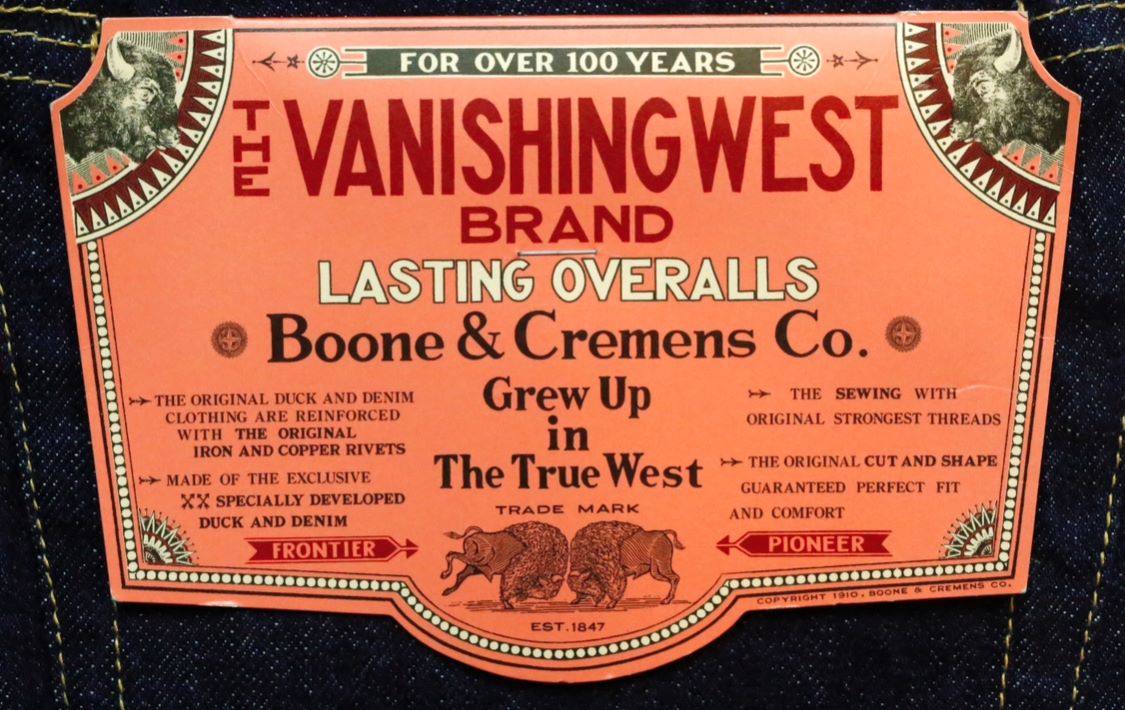 FOR OVER 100 YEARS
THE VANISHING WEST
BRAND
LASTING OVERALLS
Boone & Cremens Co.
Grew Up
in
The True West
THE ORIGINAL DUCK AND DENIM
CLOTHING ARE REINFORCED
WITH THE ORIGINAL
IRON AND COPPER RIVETS
MADE OF THE EXCLUSIVE
XX SPECIALLY DEVELOPED
DUCK AND DENIM
THE SEWING WITH
ORIGINAL STRONGEST THREADS
THE ORIGINAL CUT AND SHAPE
GUARANTEED PERFECT FIT
AND COMFORT
TRADE MARK
FRONTIER
PIONEER
EST. 1847
COPYRIGHT 1910. BOONE & CREMENS CO.